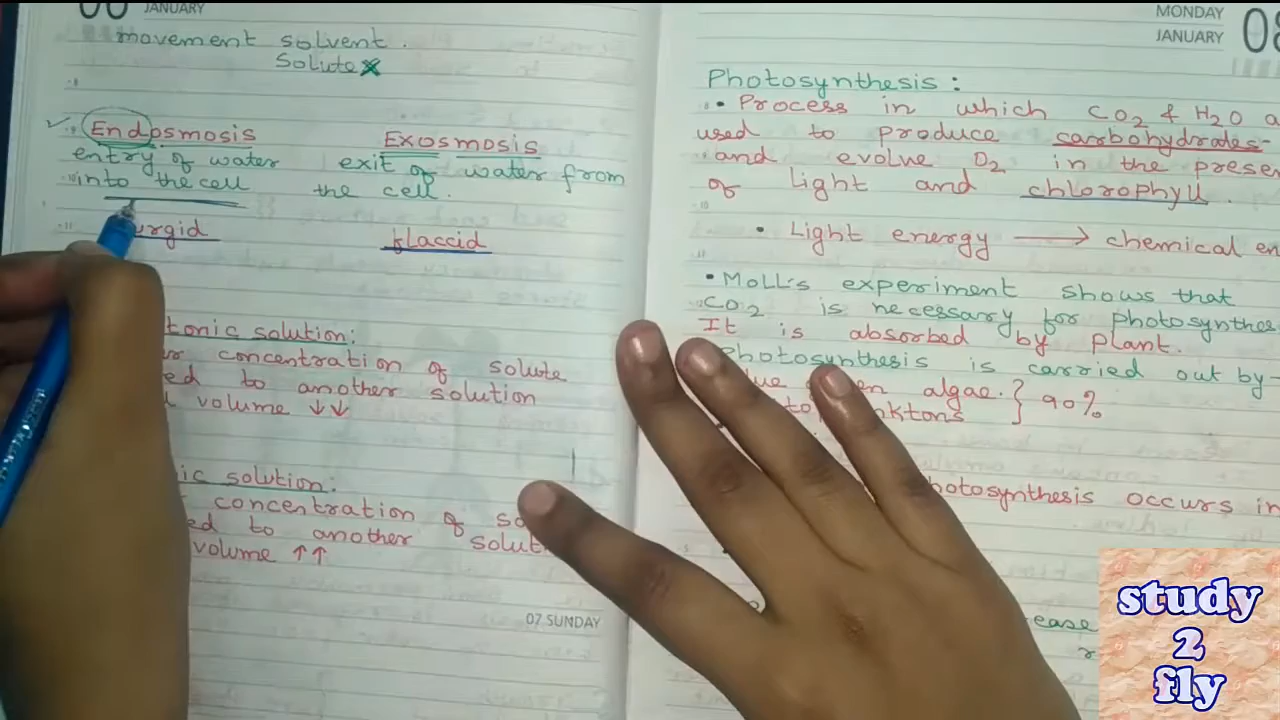 JANUARY
movement solvent.
Solute x
Endosmosis Exosmosis
entry of water exit of water from
into the cell the cell.
flaccid
tonic solution:
concentration of solute
to another solution
volume ↓↓
solution:
concentration of
to another
volume ↑↑
07 SUNDAY
MONDAY
JANUARY
Photosynthesis:
• Process in which CO2 & H2O
used to produce carbohydrates-
and evolve O2 in the
of Light and chlorophyll.
• Light energy → chemical
• Moll's experiment shows that
CO2 is necessary for
It is absorbed by plant.
Photosynthesis is carried out by-
algae. } 90%
occurs in
study
2
fly